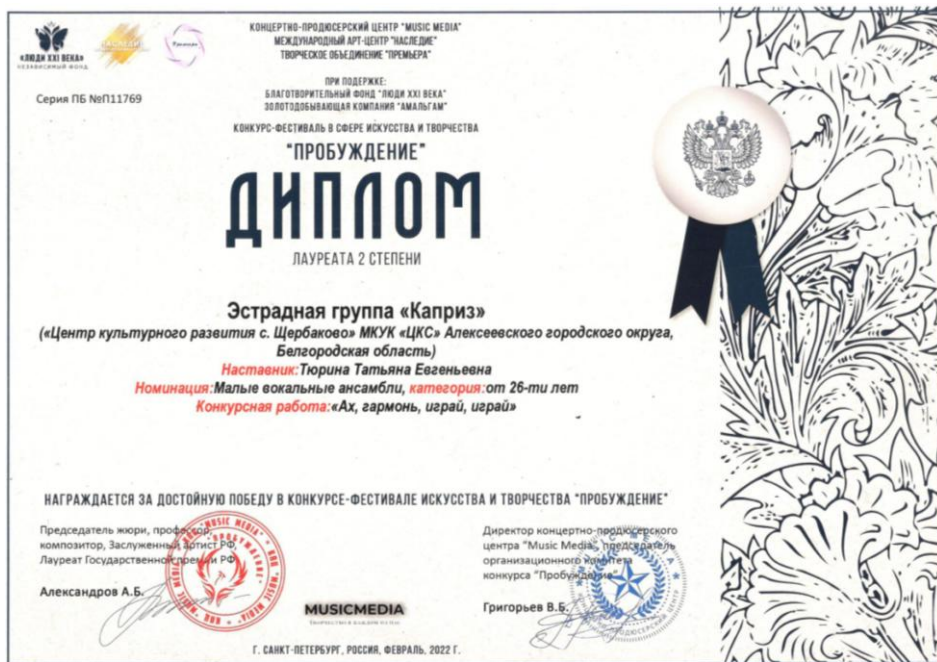 «ЛЮДИ XXI ВЕКА»
НЕЗАВИСИМЫЙ ФОНД
НАСЛЕДИЕ
Премьера
Серия ПБ №П11769
КОНЦЕРТНО-ПРОДЮСЕРСКИЙ ЦЕНТР "MUSIC MEDIA"
МЕЖДУНАРОДНЫЙ АРТ-ЦЕНТР "НАСЛЕДИЕ"
ТВОРЧЕСКОЕ ОБЪЕДИНЕНИЕ "ПРЕМЬЕРА"
ПРИ ПОДДЕРЖКЕ:
БЛАГОТВОРИТЕЛЬНЫЙ ФОНД "ЛЮДИ XXI ВЕКА"
ЗОЛОТОДОБЫВАЮЩАЯ КОМПАНИЯ "АМАЛЬГАМ"
КОНКУРС-ФЕСТИВАЛЬ В СФЕРЕ ИСКУССТВА И ТВОРЧЕСТВА
"ПРОБУЖДЕНИЕ"
ДИПЛОМ
ЛАУРЕАТА 2 СТЕПЕНИ
Эстрадная группа «Каприз»
(«Центр культурного развития с. Щербаково» МКУК «ЦКС» Алексеевского городского округа,
Белгородская область)
Наставник:Тюрина Татьяна Евгеньевна
Номинация:Малые вокальные ансамбли, категория:от 26-ти лет
Конкурсная работа:«Ах, гармонь, играй, играй»
НАГРАЖДАЕТСЯ ЗА ДОСТОЙНУЮ ПОБЕДУ В КОНКУРСЕ-ФЕСТИВАЛЕ ИСКУССТВА И ТВОРЧЕСТВА "ПРОБУЖДЕНИЕ"
Председатель жюри, профессор,
композитор, Заслуженный артист РФ,
Лауреат Государственной премии РФ
Александров А.Б.
"MUSIC MEDIA"
"ПРОБУЖДЕНИЕ"
MUSICMEDIA
Директор концертно-продюсерского
центра "Music Media", председатель
организационного комитета
конкурса "Пробуждение"
Григорьев В.Б.
Г. САНКТ-ПЕТЕРБУРГ, РОССИЯ, ФЕВРАЛЬ, 2022 Г.